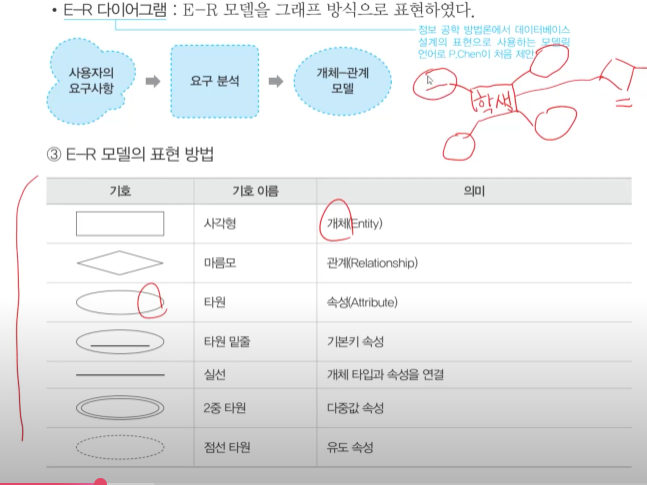 • E-R 다이어그램 : E-R 모델을 그래프 방식으로 표현하였다.
정보 공학 방법론에서 데이터베이스
설계의 표현으로 사용하는 모델링
언어로 P.Chen이 처음 제안
사용자의
요구사항
요구 분석
개체-관계
모델
학생
③ E-R 모델의 표현 방법
기호 기호 이름 의미
사각형 개체(Entity)
마름모 관계(Relationship)
타원 속성(Attribute)
타원 밑줄 기본키 속성
실선 개체 타입과 속성을 연결
2중 타원 다중값 속성
점선 타원 유도 속성